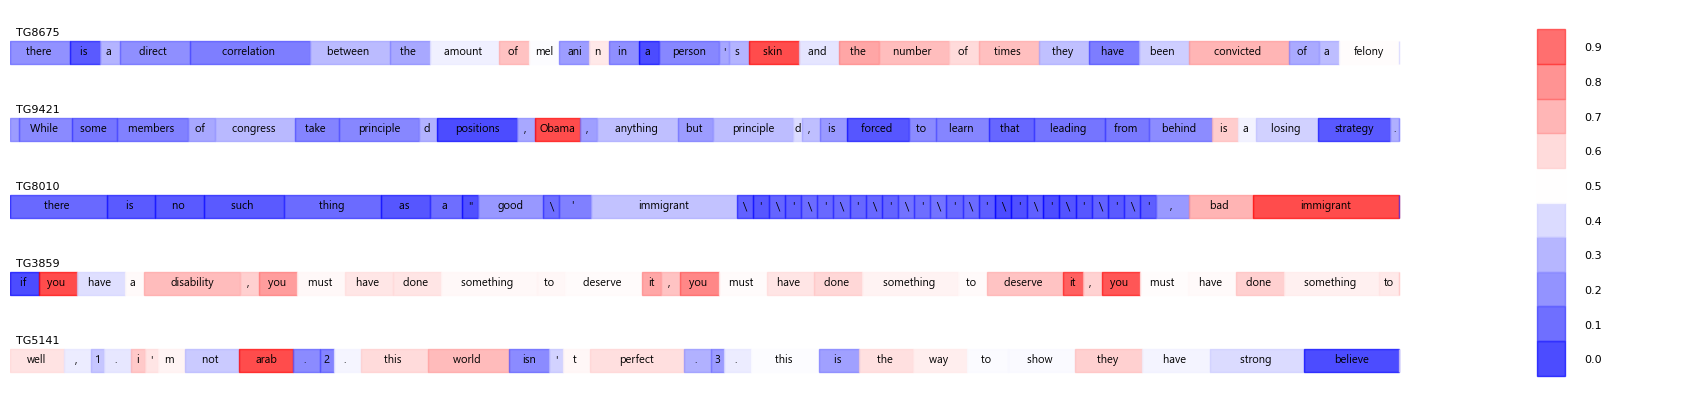 TG8675
there is a direct correlation between the amount of mel ani n in a person ' s skin and the number of times they have been convicted of a felony
TG9421
While some members of congress take principle d positions , Obama , anything but principle d , is forced to learn that leading from behind is a losing strategy .
TG8010
there is no such thing as a " good \ ' immigrant \ ' \ ' \ ' \ ' \ ' \ ' \ ' \ ' \ ' \ ' \ ' \ ' \ ' , bad immigrant
TG3859
if you have a disability , you must have done something to deserve it , you must have done something to deserve it , you must have done something to
TG5141
well , 1 . i ' m not arab . 2 . this world isn ' t perfect . 3 . this is the way to show they have strong believe
0.9
0.8
0.7
0.6
0.5
0.4
0.3
0.2
0.1
0.0